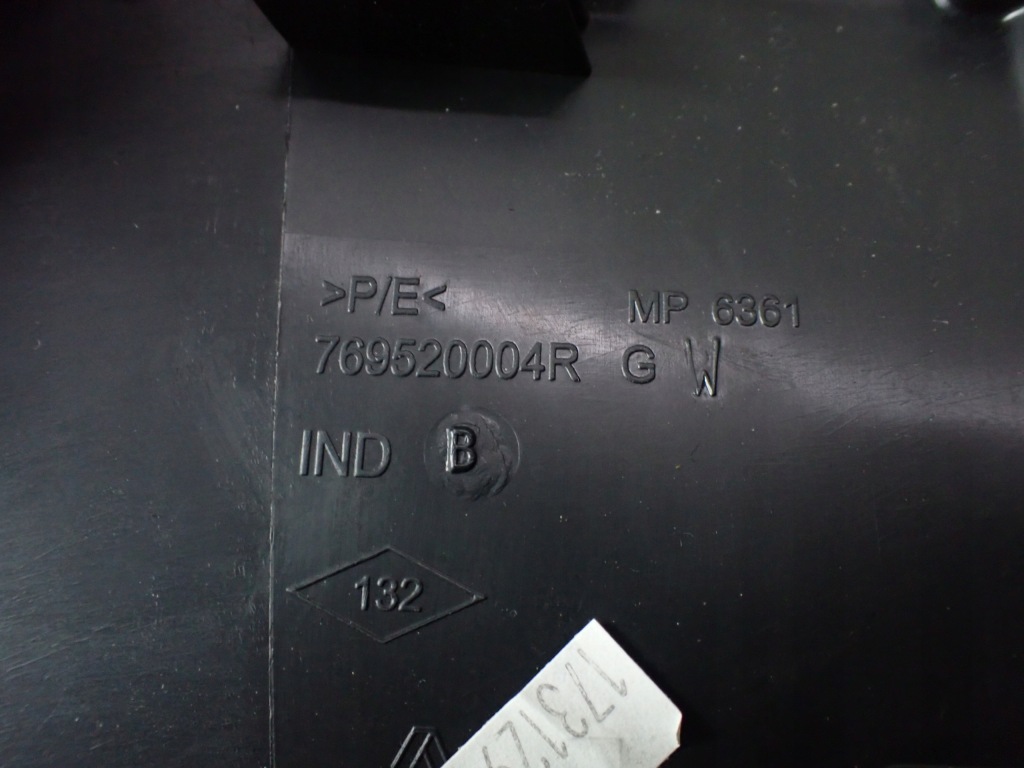 >P/E< MP 6361
769520004R G W
IND B
132